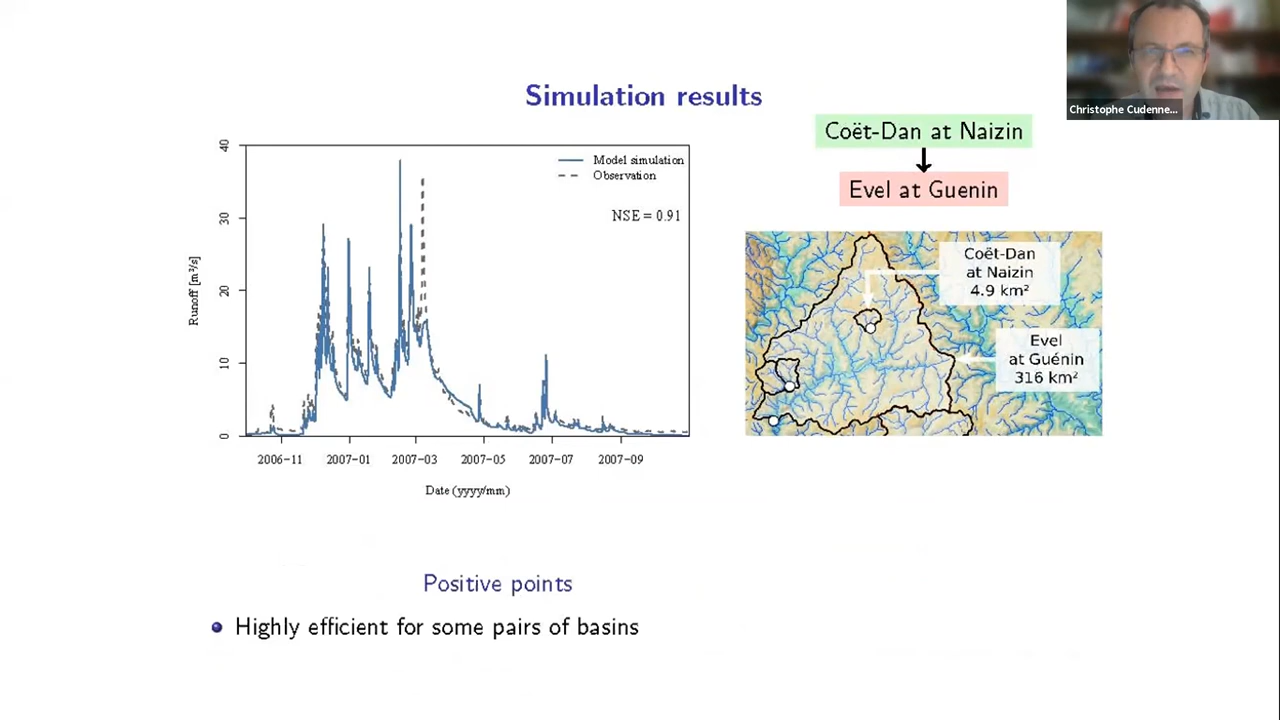 Christophe Cudenne...
Simulation results
Coët-Dan at Naizin
Evel at Guenin
40
30
20
10
0
Runoff [m³/s]
Model simulation
Observation
NSE = 0.91
2006-11
2007-01
2007-03
2007-05
2007-07
2007-09
Date (yyyy/mm)
Coët-Dan
at Naizin
4.9 km²
Evel
at Guénin
316 km²
Positive points
Highly efficient for some pairs of basins